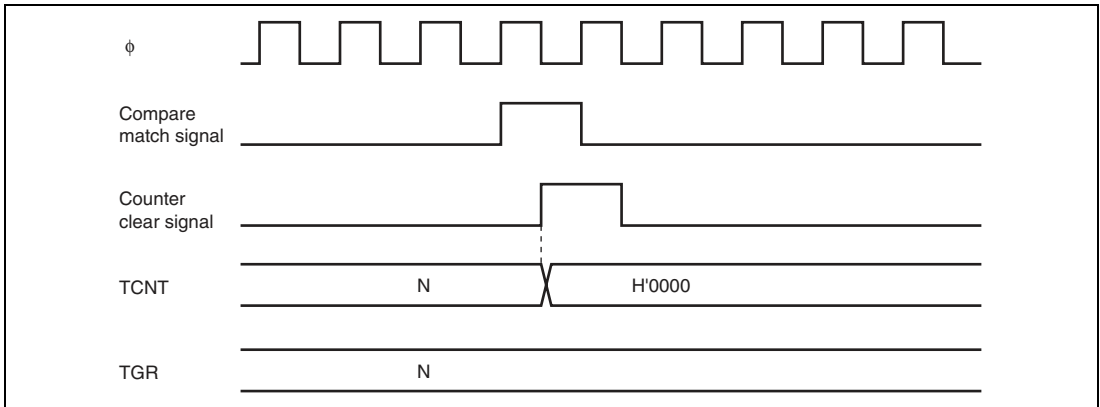 ϕ
Compare
match signal
Counter
clear signal
TCNT
N
H'0000
TGR
N